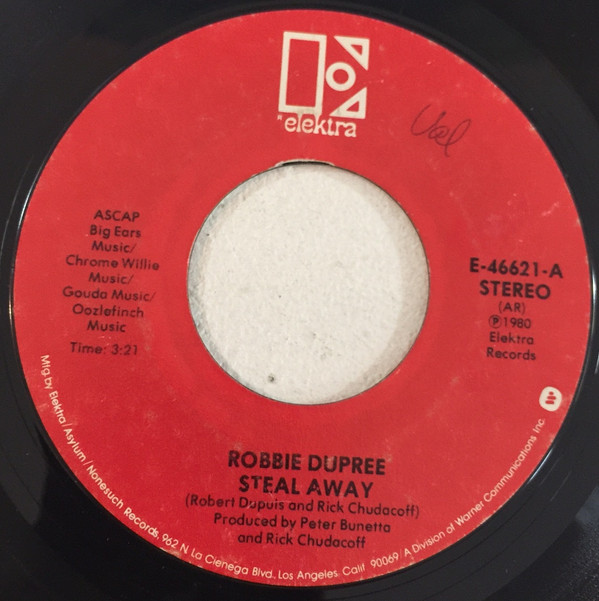 elektra
Val
ASCAP
Big Ears
Music/
Chrome Willie
Music/
Gouda Music/
Oozlefinch
Music
Time: 3:21
E-46621-A
STEREO
(AR)
Ⓟ1980
Elektra
Records
ROBBIE DUPREE
STEAL AWAY
(Robert Dupuis and Rick Chudacoff)
Produced by Peter Bunetta
and Rick Chudacoff
Mfg. by Elektra/Asylum/Nonesuch Records, 962 N. La Cienega Blvd., Los Angeles, Calif. 90069/A Division of Warner Communications Inc.